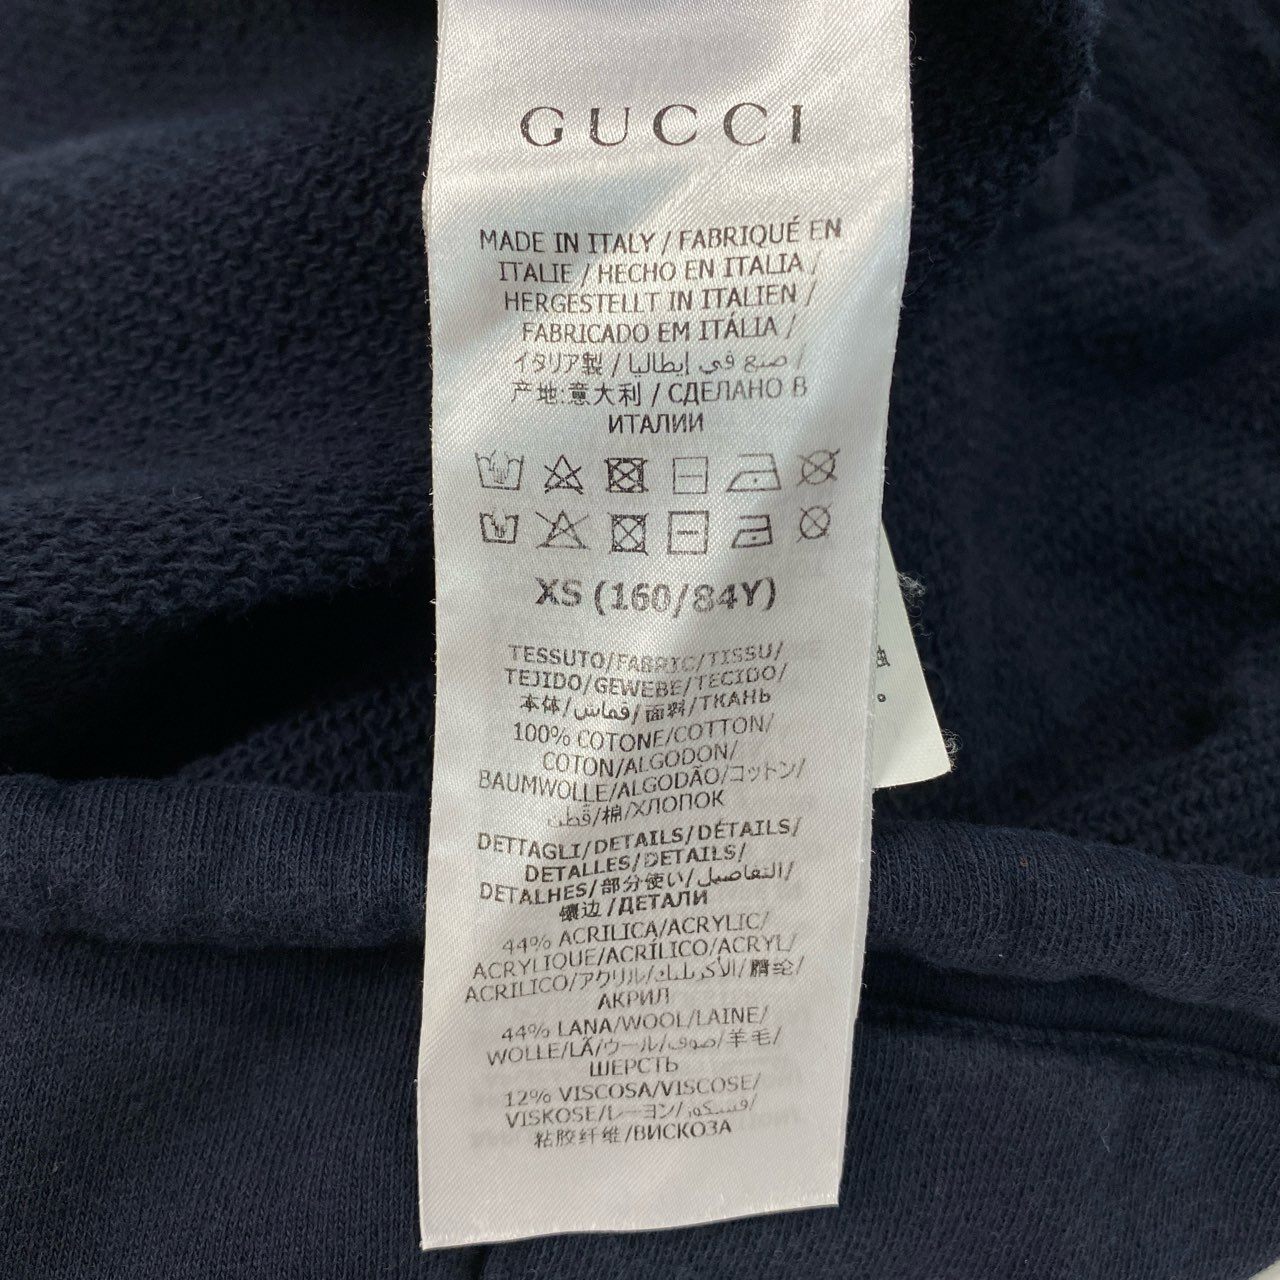 GUCCI
MADE IN ITALY / FABRIQUÉ EN
ITALIE / HECHO EN ITALIA /
HERGESTELLT IN ITALIEN /
FABRICADO EM ITÁLIA /
イタリア製 / صنع في إيطاليا /
产地:意大利 / СДЕЛАНО В
ИТАЛИИ
XS (160/84Y)
TESSUTO/FABRIC/TISSU/
TEJIDO/GEWEBE/TECIDO/
本体/قماش/面料/ТКАНЬ
100% COTONE/COTTON/
COTON/ALGODON/
BAUMWOLLE/ALGODÃO/コットン/
قطن/棉/ХЛОПОК
DETTAGLI/DETAILS/DÉTAILS/
DETALLES/DETAILS/
DETALHES/部分使い/التفاصيل/
镶边/ДЕТАЛИ
44% ACRILICA/ACRYLIC/
ACRYLIQUE/ACRÍLICO/ACRYL/
ACRILICO/アクリル/الأكريليك/腈纶/
АКРИЛ
44% LANA/WOOL/LAINE/
WOLLE/LÃ/ウール/صوف/羊毛/
ШЕРСТЬ
12% VISCOSA/VISCOSE/
VISKOSE/レーヨン/فسكوز/
粘胶纤维/ВИСКОЗА